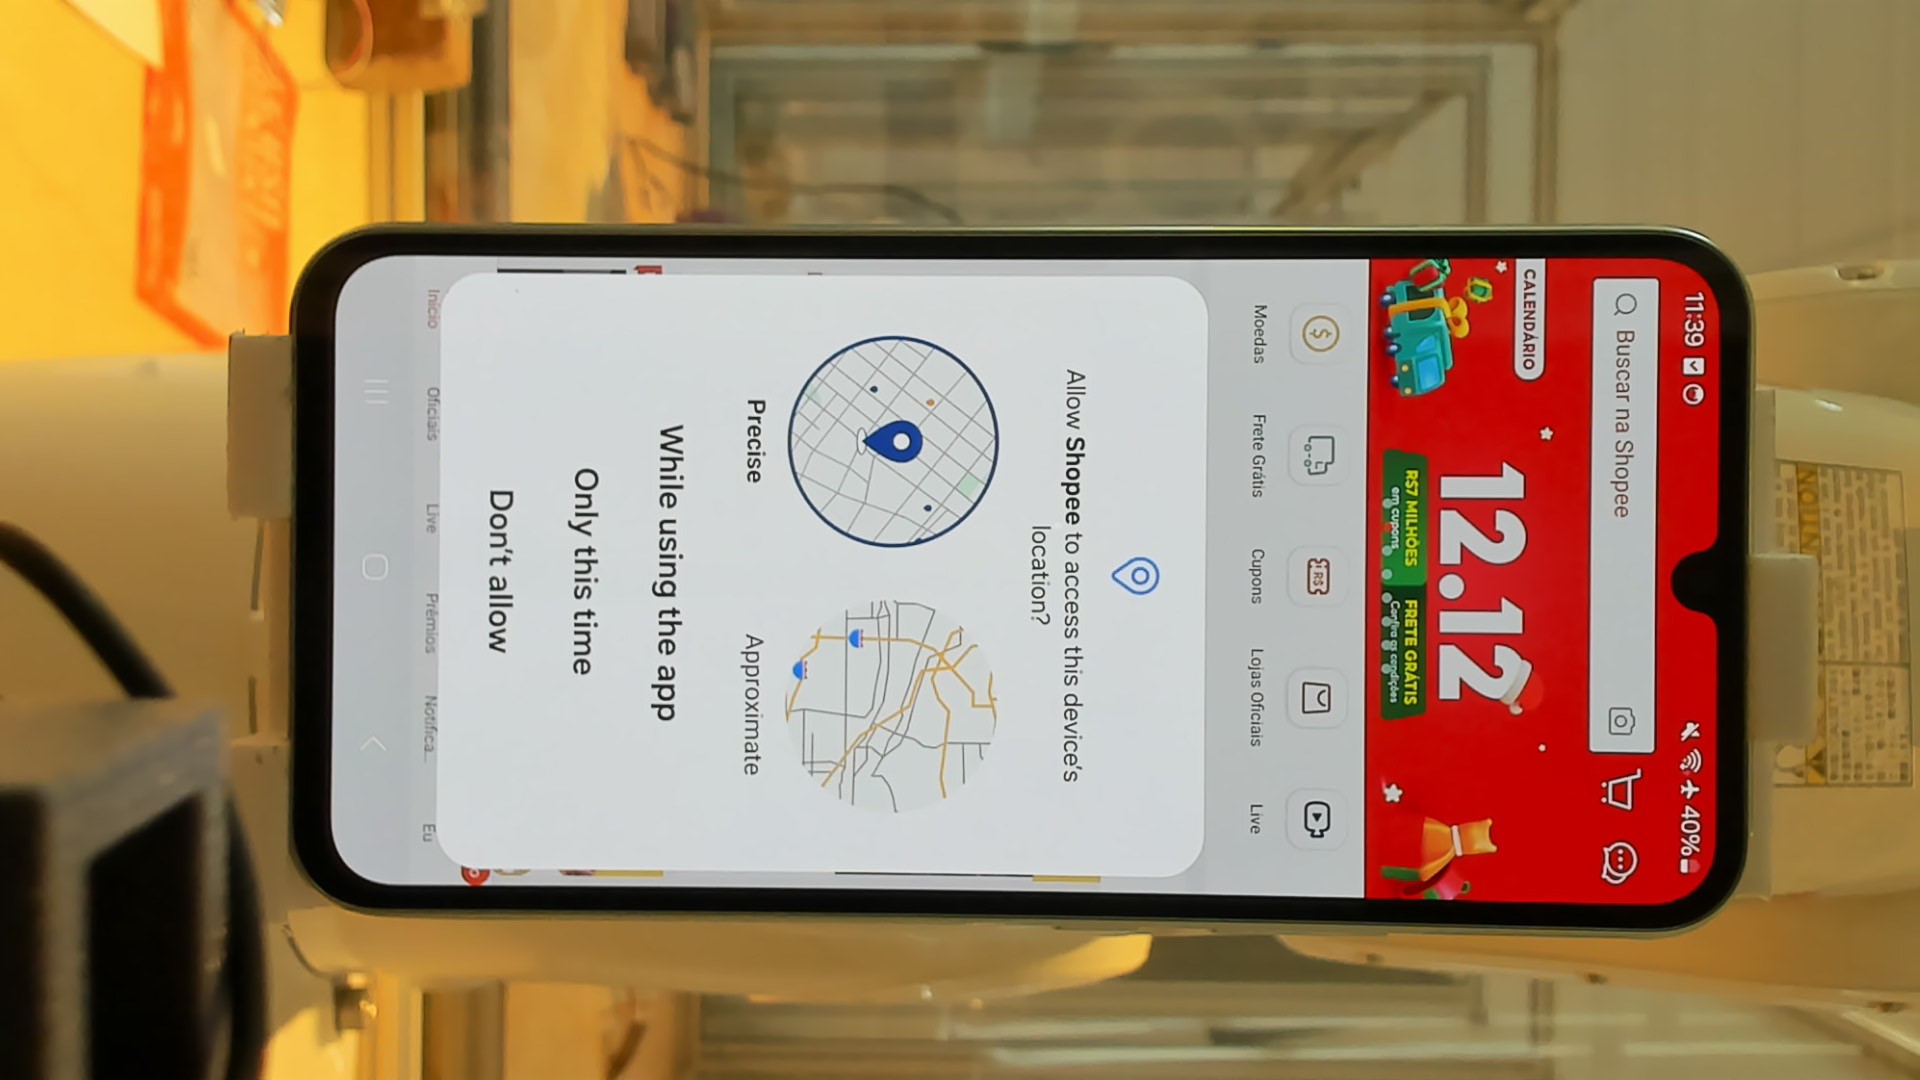 11:39
40%
Buscar na Shopee
CALENDÁRIO
12.12
R$7 MILHÕES
em cupons
FRETE GRÁTIS
Confira as condições
R$
Moedas
Frete Grátis
Cupons
Lojas Oficiais
Live
Allow Shopee to access this device's
location?
Precise
Approximate
While using the app
Only this time
Don't allow
Início
Oficiais
Live
Prêmios
Notifica...
Eu